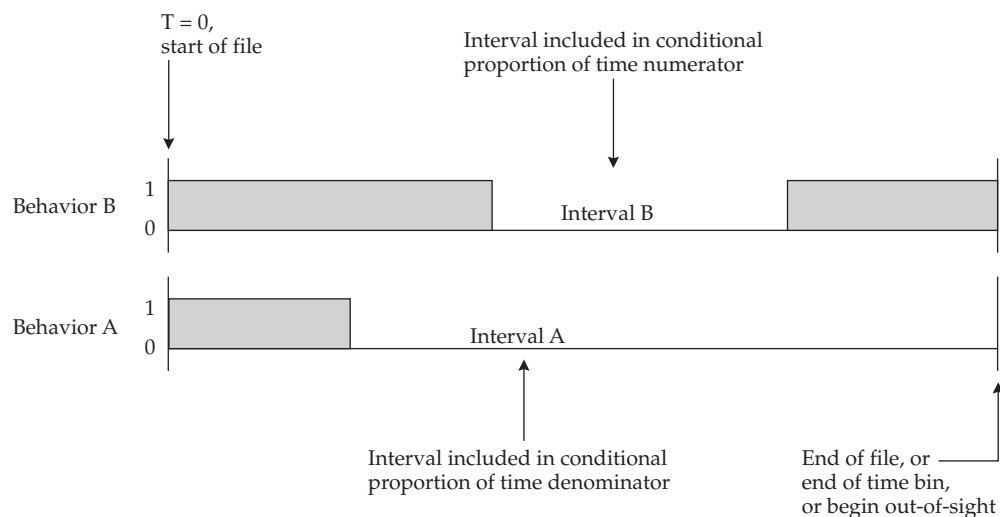 T = 0,
start of file
Interval included in conditional
proportion of time numerator
Behavior B
1
0
Interval B
Behavior A
1
0
Interval A
Interval included in conditional
proportion of time denominator
End of file, or
end of time bin,
or begin out-of-sight